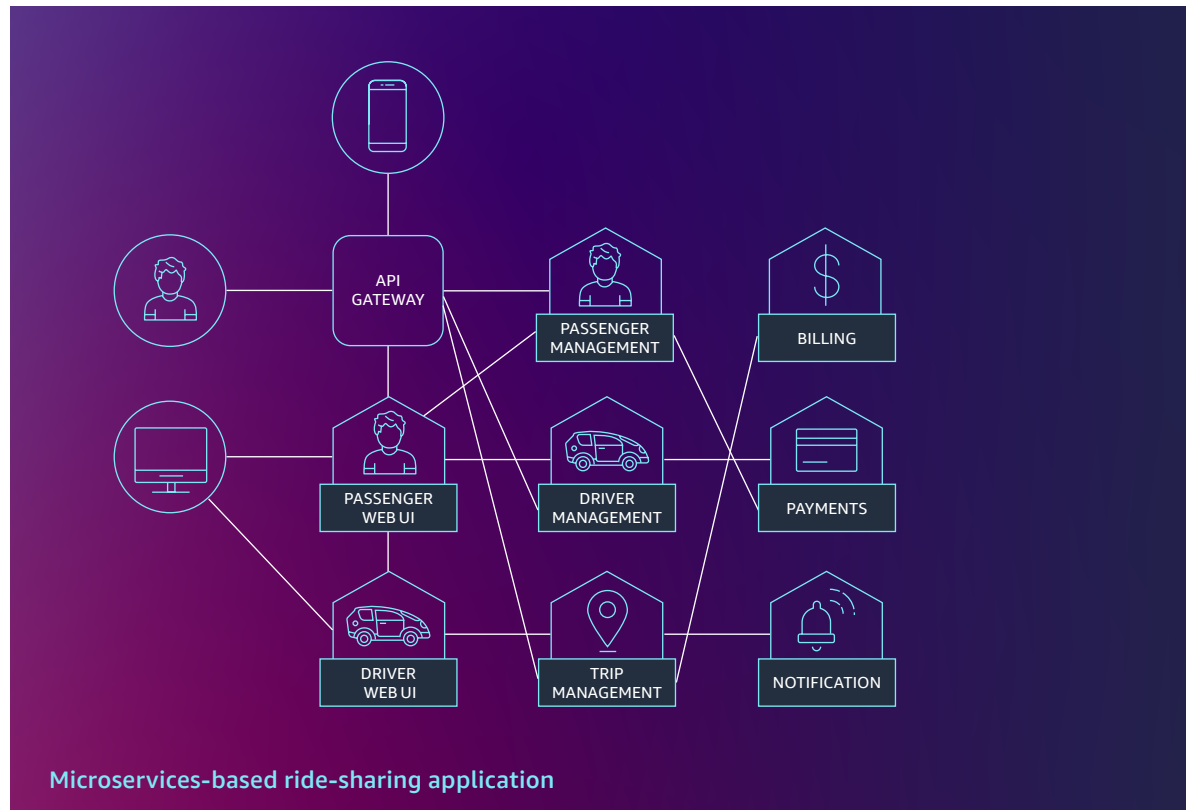 API
GATEWAY
PASSENGER
MANAGEMENT
BILLING
PASSENGER
WEB UI
DRIVER
MANAGEMENT
PAYMENTS
DRIVER
WEB UI
TRIP
MANAGEMENT
NOTIFICATION
Microservices-based ride-sharing application